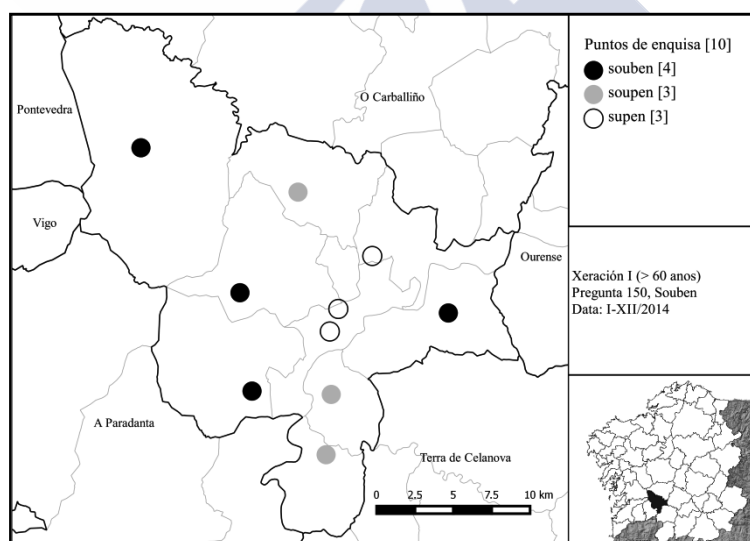 Puntos de enquisa [10]
souben [4]
soupen [3]
supen [3]
O Carballiño
Pontevedra
Vigo
Ourense
Xeración I (> 60 anos)
Pregunta 150, Souben
Data: I-XII/2014
A Paradanta
Terra de Celanova
0 2.5 5 7.5 10 km